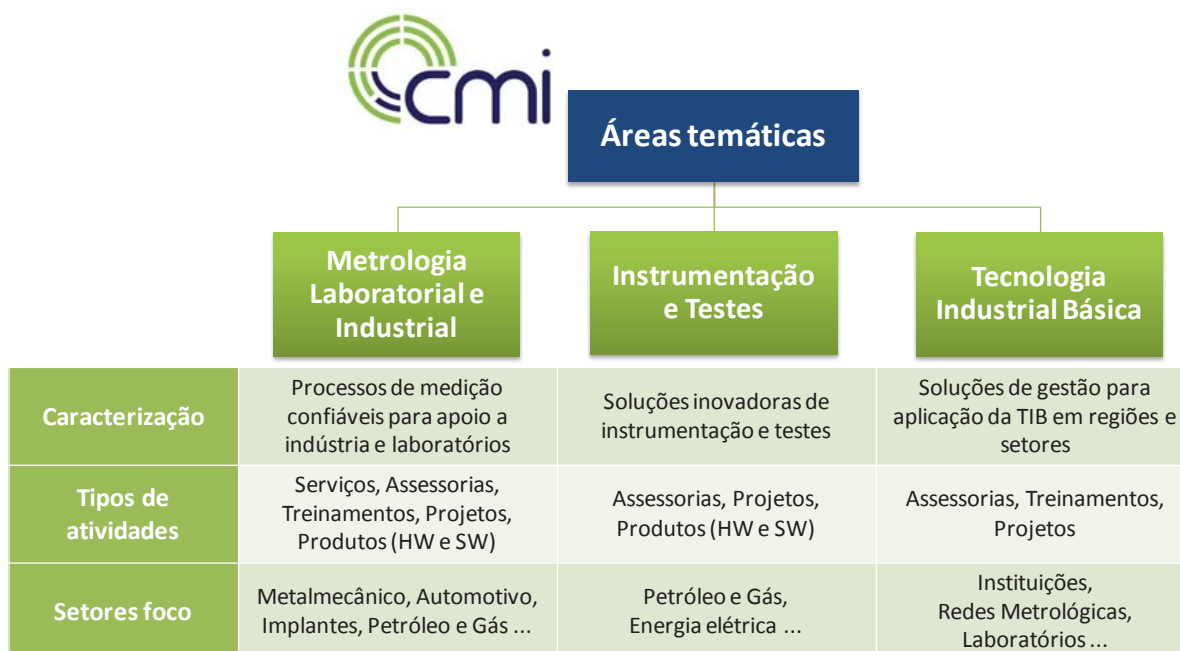 cmi
Áreas temáticas
Metrologia
Laboratorial e
Industrial
Instrumentação
e Testes
Tecnologia
Industrial Básica
Caracterização
Processos de medição
confiáveis para apoio a
indústria e laboratórios
Soluções inovadoras de
instrumentação e testes
Soluções de gestão para
aplicação da TIB em regiões e
setores
Tipos de
atividades
Serviços, Assessorias,
Treinamentos, Projetos,
Produtos (HW e SW)
Assessorias, Projetos,
Produtos (HW e SW)
Assessorias, Treinamentos,
Projetos
Setores foco
Metalmecânico, Automotivo,
Implantes, Petróleo e Gás ...
Petróleo e Gás,
Energia elétrica ...
Instituições,
Redes Metrológicas,
Laboratórios ...